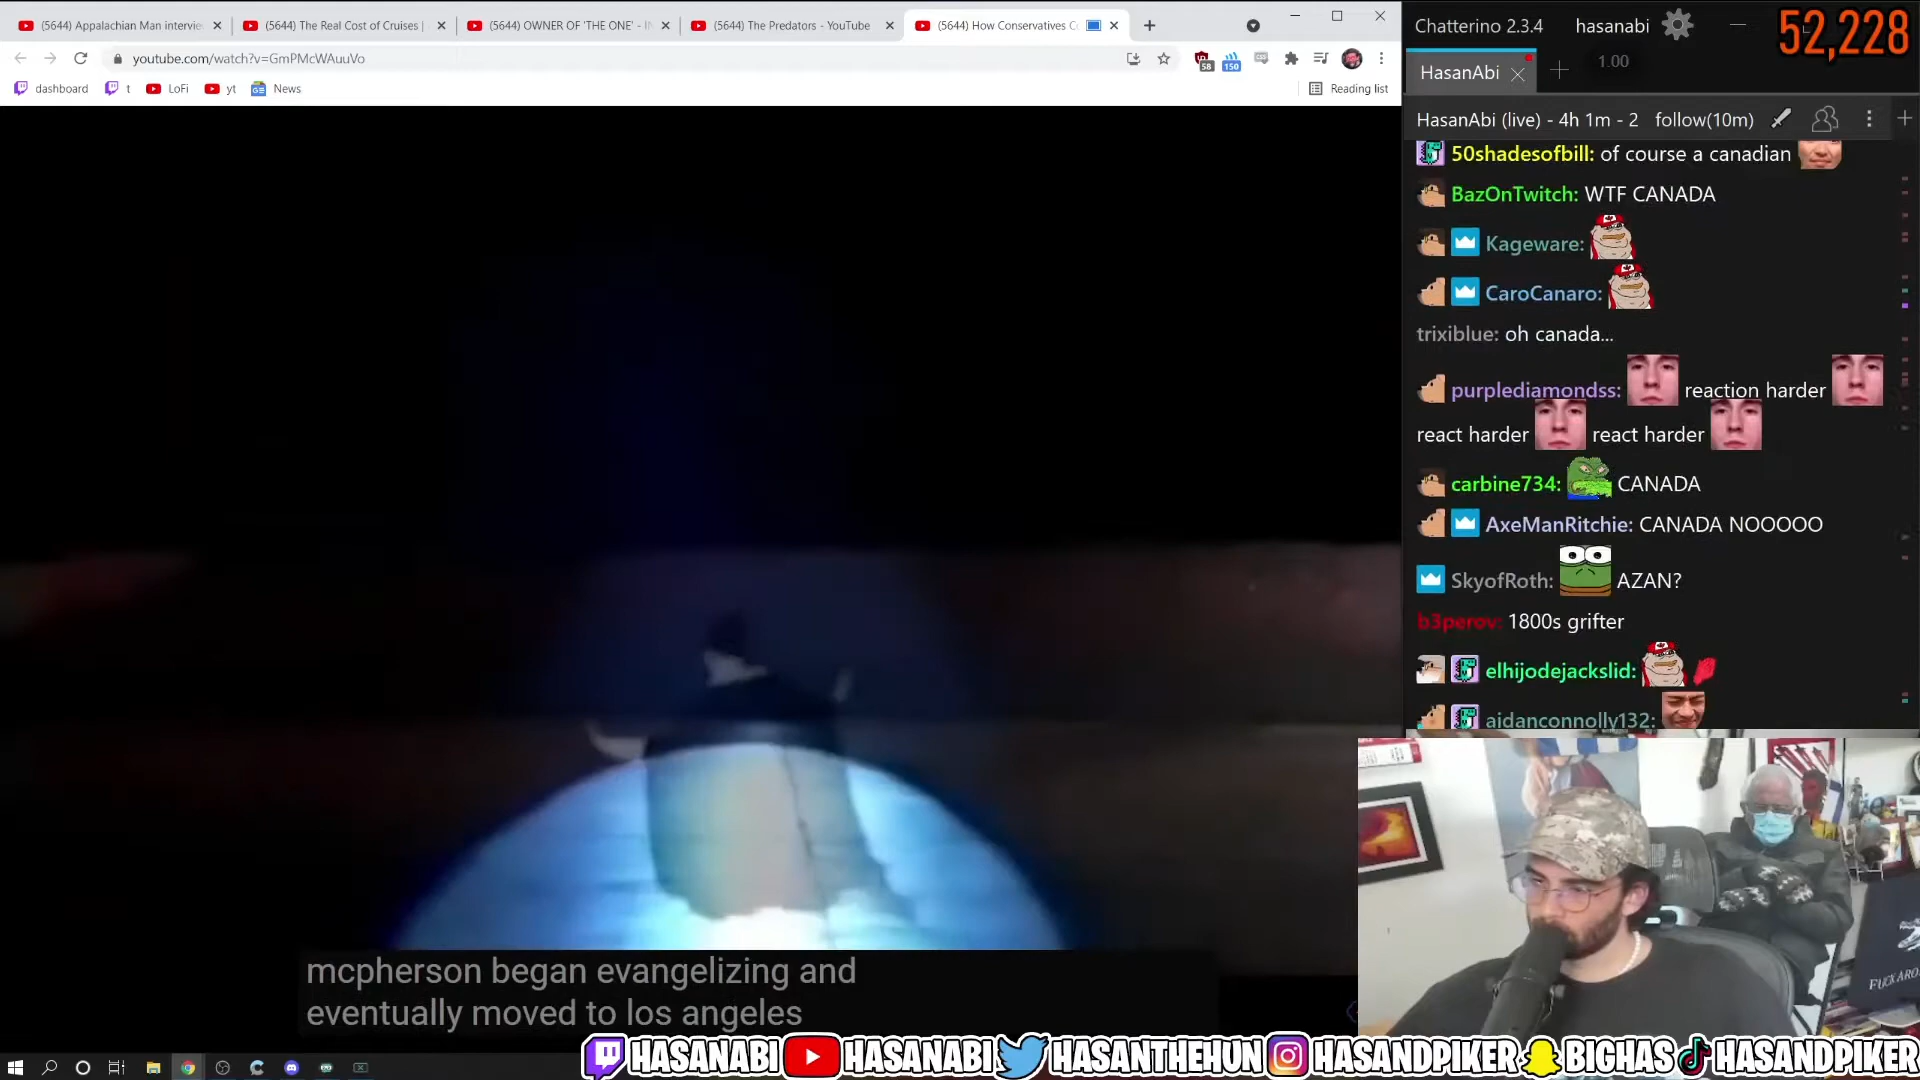 (5644) Appalachian Man intervie
(5644) The Real Cost of Cruises |
(5644) OWNER OF 'THE ONE' - I
(5644) The Predators - YouTube
(5644) How Conservatives C
youtube.com/watch?v=GmPMcWAuuVo
58
150
dashboard
t
LoFi
yt
News
Reading list
Chatterino 2.3.4
hasanabi
52,228
HasanAbi
1.00
HasanAbi (live) - 4h 1m - 2
follow(10m)
50shadesofbill: of course a canadian
BazOnTwitch: WTF CANADA
Kageware:
CaroCanaro:
trixiblue: oh canada...
purplediamondss: reaction harder
react harder react harder
carbine734: CANADA
AxeManRitchie: CANADA NOOOOO
SkyofRoth: AZAN?
b3perov: 1800s grifter
elhijodejackslid:
aidanconnolly132:
mcpherson began evangelizing and
eventually moved to los angeles
HASANABI HASANABI HASANTHEHUN HASANDPIKER BIGHAS HASANDPIKER